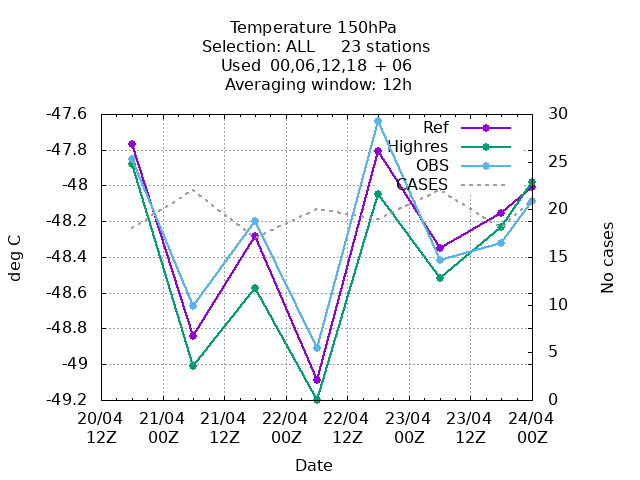 Temperature 150hPa
Selection: ALL 23 stations
Used 00,06,12,18 + 06
Averaging window: 12h
-47.6
-47.8
-48
-48.2
-48.4
-48.6
-48.8
-49
-49.2
deg C
Ref
Highres
OBS
CASES
30
25
20
15
10
5
0
No cases
20/04 21/04 21/04 22/04 22/04 23/04 23/04 24/04
12Z 00Z 12Z 00Z 12Z 00Z 12Z 00Z
Date